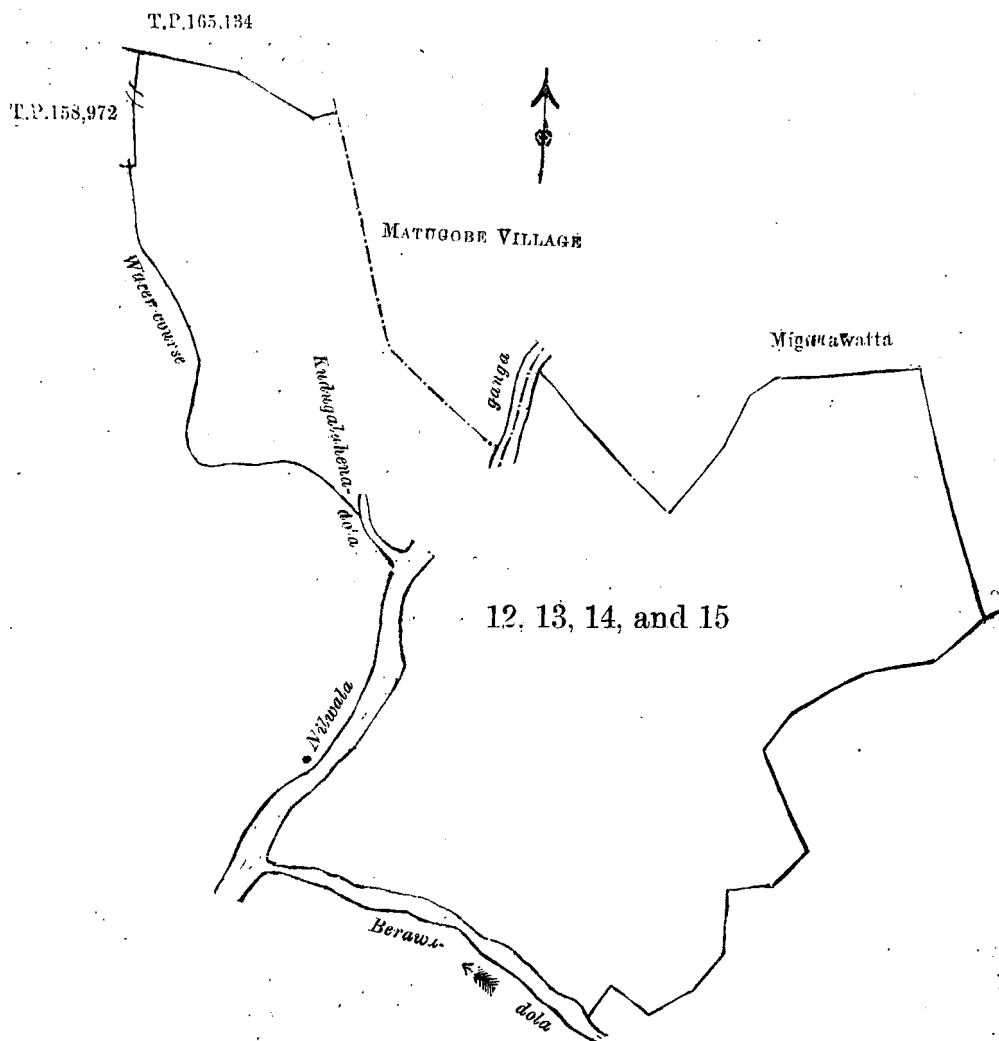 T.P.165,134
T.P.158,972
MATUGOBE VILLAGE
Water-course
Kudugalahena-
dola
ganga
Migunawatta
12, 13, 14, and 15
Nilwala
Berawa-
dola